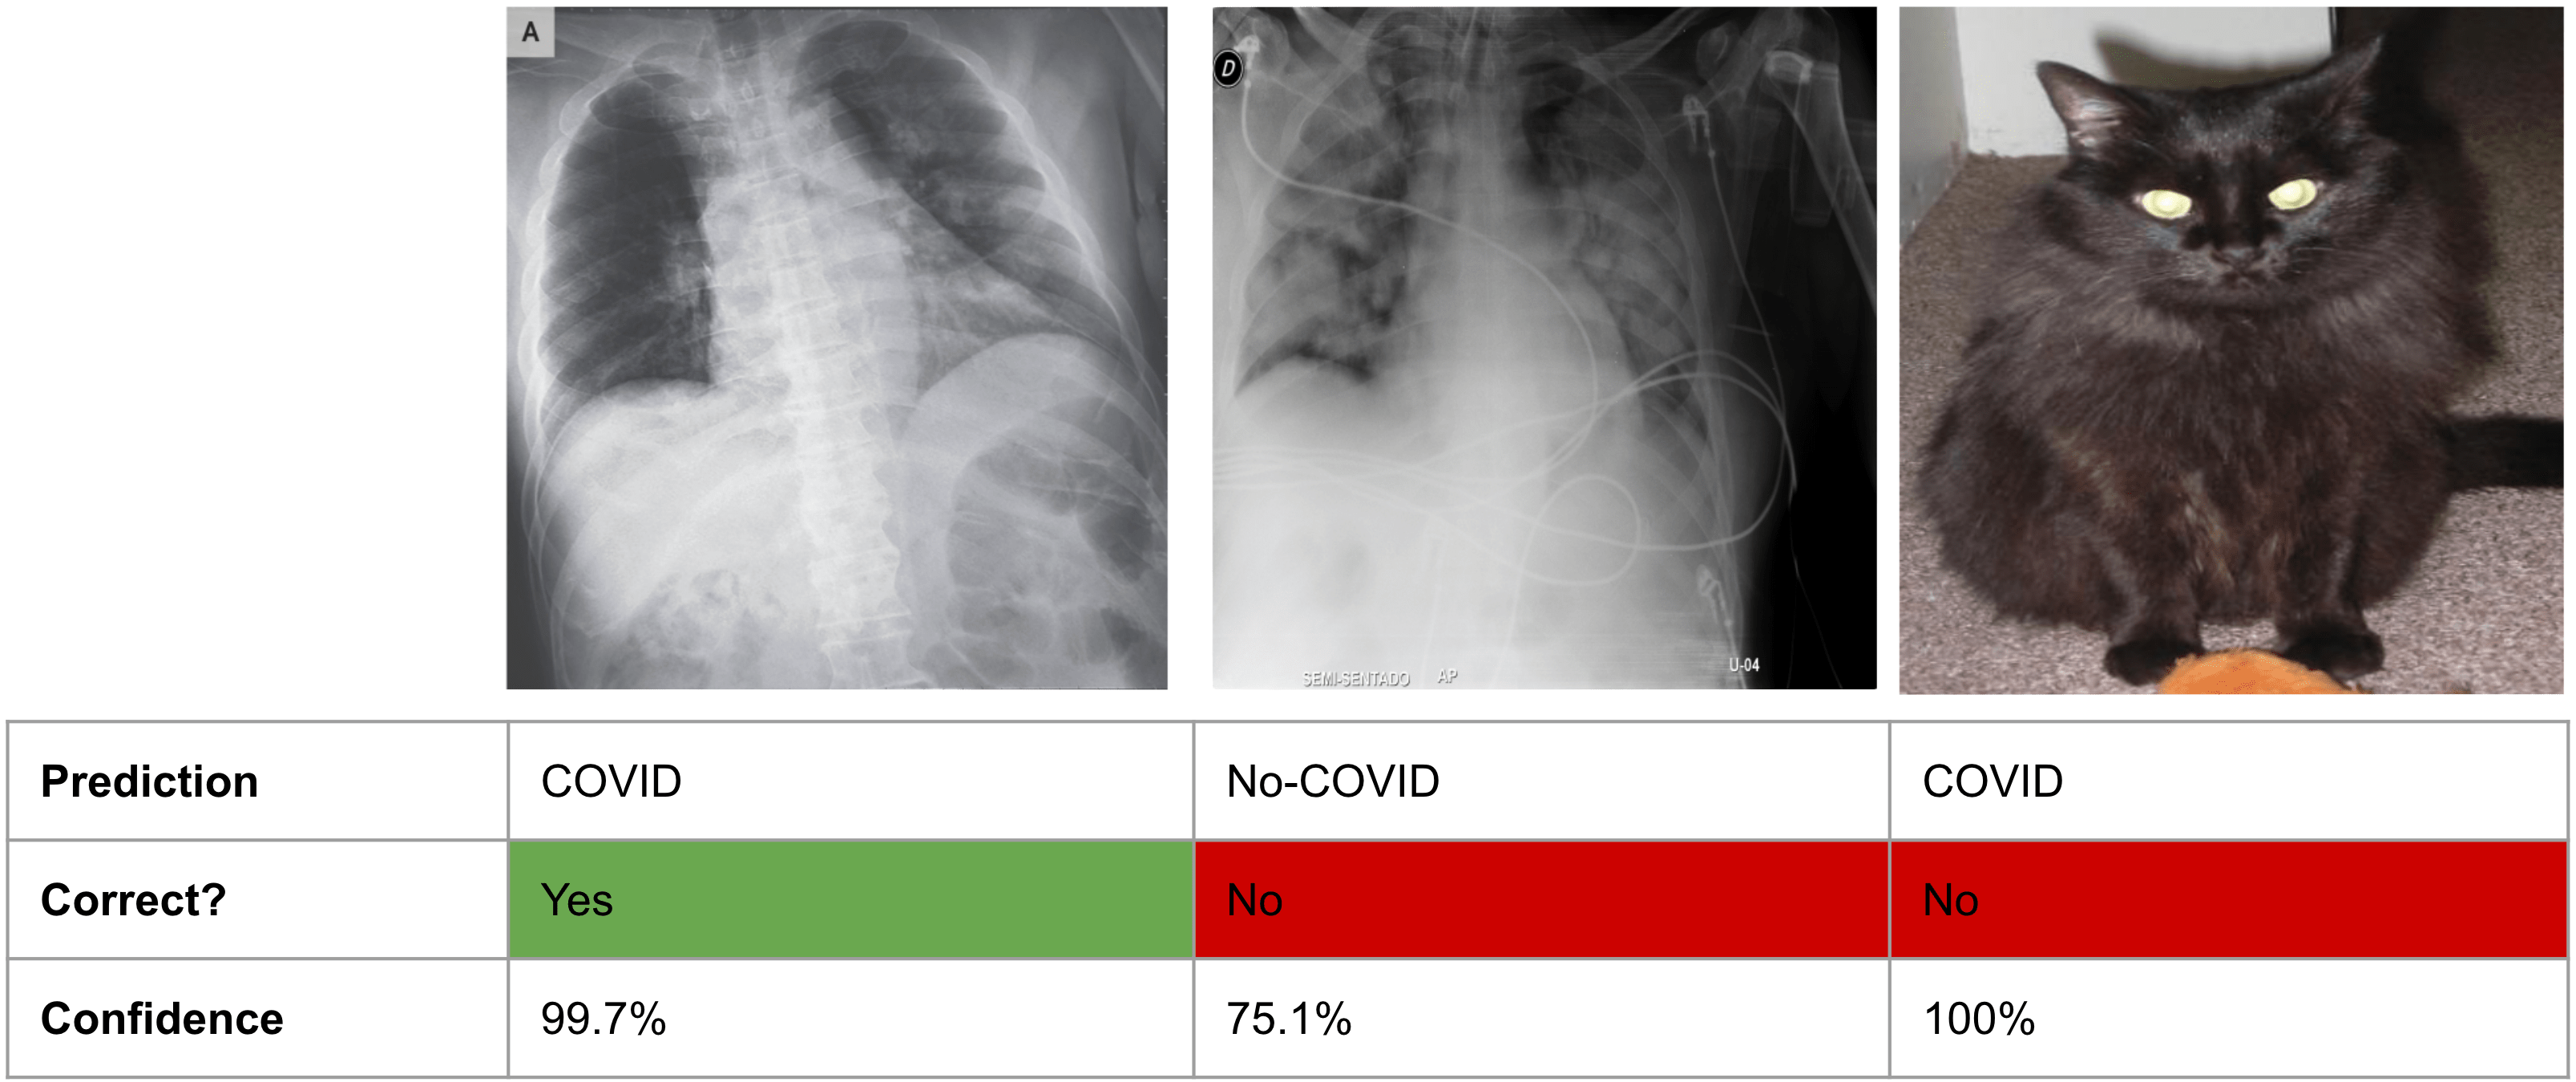 A
D
SEMI-SENTADO AP
U-04
Prediction COVID No-COVID COVID
Correct? Yes No No
Confidence 99.7% 75.1% 100%